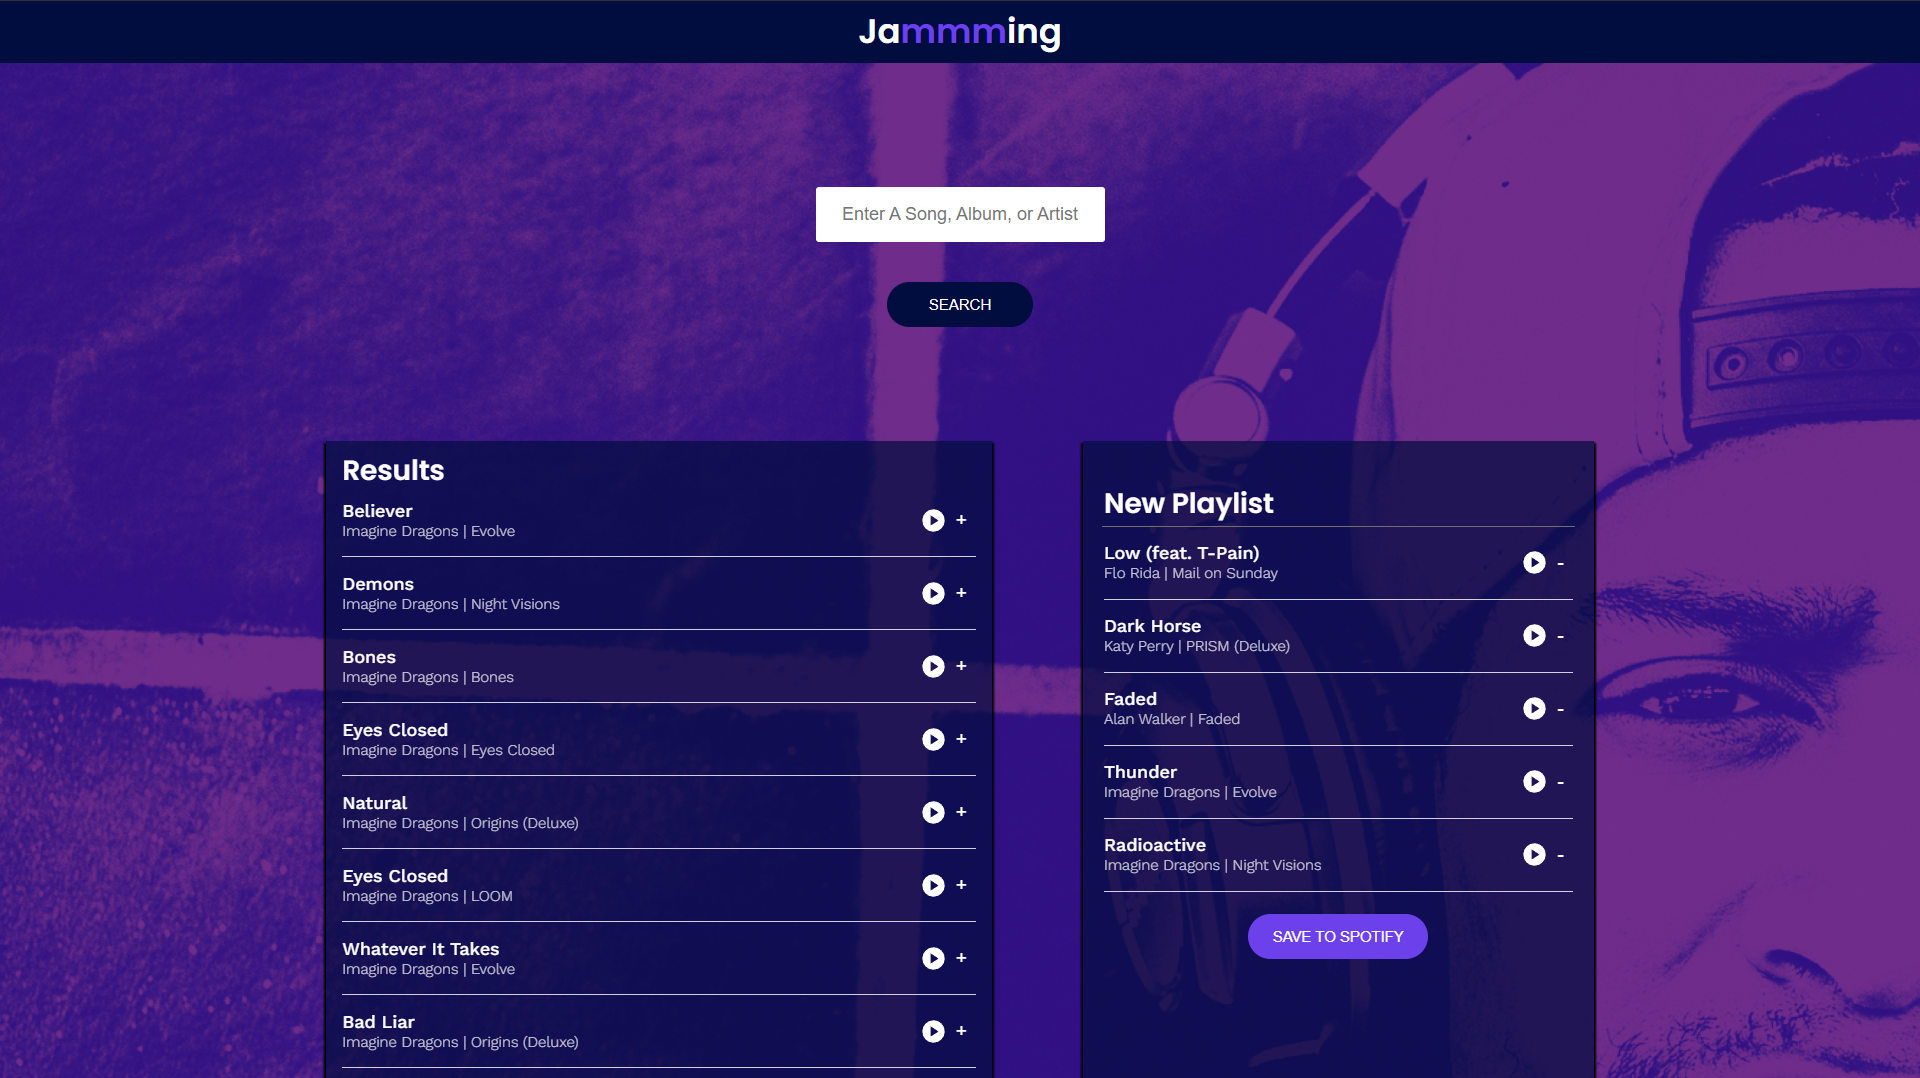 Jammming
Enter A Song, Album, or Artist
SEARCH
Results
Believer
Imagine Dragons | Evolve
+
Demons
Imagine Dragons | Night Visions
+
Bones
Imagine Dragons | Bones
+
Eyes Closed
Imagine Dragons | Eyes Closed
+
Natural
Imagine Dragons | Origins (Deluxe)
+
Eyes Closed
Imagine Dragons | LOOM
+
Whatever It Takes
Imagine Dragons | Evolve
+
Bad Liar
Imagine Dragons | Origins (Deluxe)
+
New Playlist
Low (feat. T-Pain)
Flo Rida | Mail on Sunday
-
Dark Horse
Katy Perry | PRISM (Deluxe)
-
Faded
Alan Walker | Faded
-
Thunder
Imagine Dragons | Evolve
-
Radioactive
Imagine Dragons | Night Visions
-
SAVE TO SPOTIFY